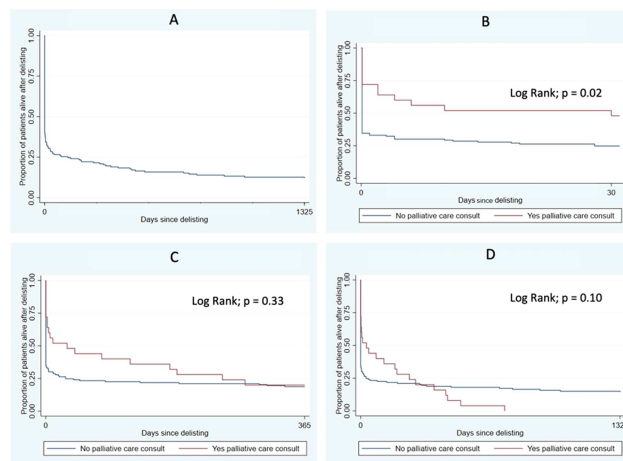 A
Proportion of patients alive after delisting
1.00
0.75
0.50
0.25
0.00
0
1325
Days since delisting
B
Proportion of patients alive after delisting
1.00
0.75
0.50
0.25
0.00
Log Rank; p = 0.02
0
30
Days since delisting
No palliative care consult
Yes palliative care consult
C
Proportion of patients alive after delisting
1.00
0.75
0.50
0.25
0.00
Log Rank; p = 0.33
0
365
Days since delisting
No palliative care consult
Yes palliative care consult
D
Proportion of patients alive after delisting
1.00
0.75
0.50
0.25
0.00
Log Rank; p = 0.10
0
132
Days since delisting
No palliative care consult
Yes palliative care consult